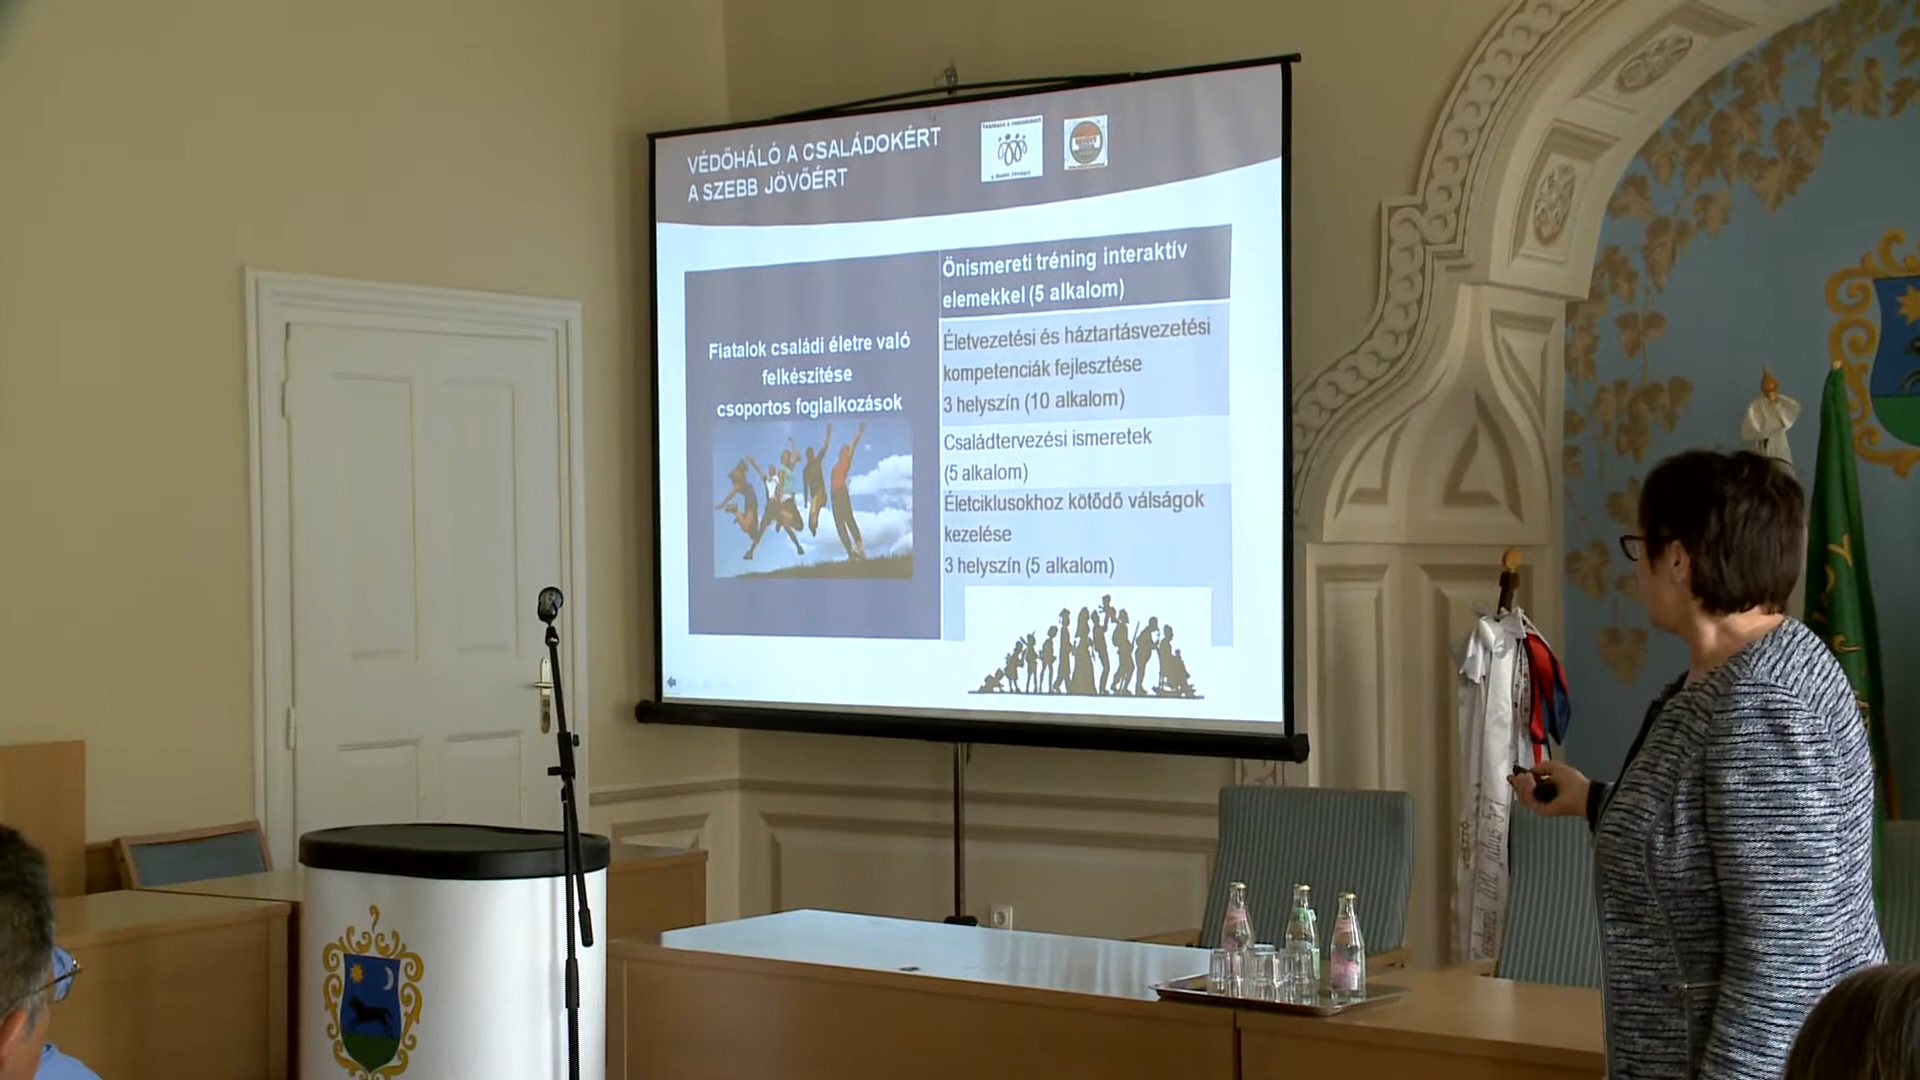 VÉDŐHÁLÓ A CSALÁDOKÉRT
A SZEBB JÖVŐÉRT
Fiatalok családi életre való
felkészítése
csoportos foglalkozások
Önismereti tréning interaktív
elemekkel (5 alkalom)
Életvezetési és háztartásvezetési
kompetenciák fejlesztése
3 helyszín (10 alkalom)
Családtervezési ismeretek
(5 alkalom)
Életciklusokhoz kötődő válságok
kezelése
3 helyszín (5 alkalom)